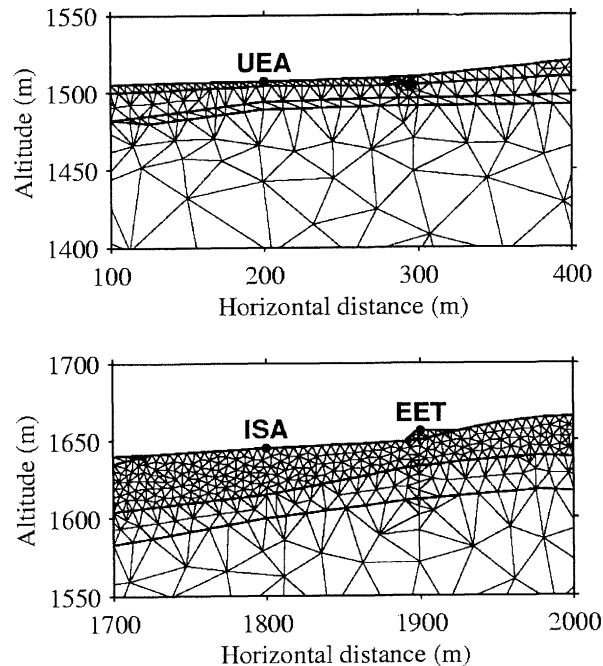 1550
UEA
1500
Altitude (m)
1450
1400
100 200 300 400
Horizontal distance (m)
1700
ISA EET
1650
Altitude (m)
1600
1550
1700 1800 1900 2000
Horizontal distance (m)